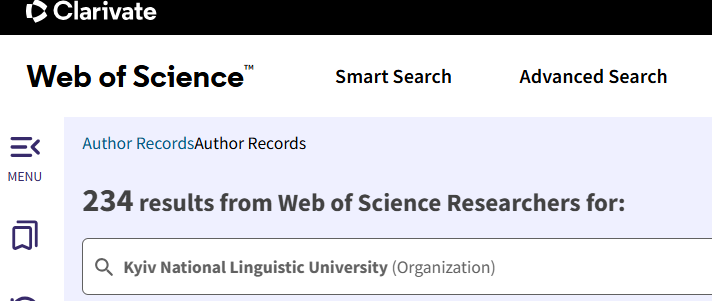 Clarivate
Web of Science™ Smart Search Advanced Search
Author RecordsAuthor Records
MENU
234 results from Web of Science Researchers for:
Kyiv National Linguistic University (Organization)